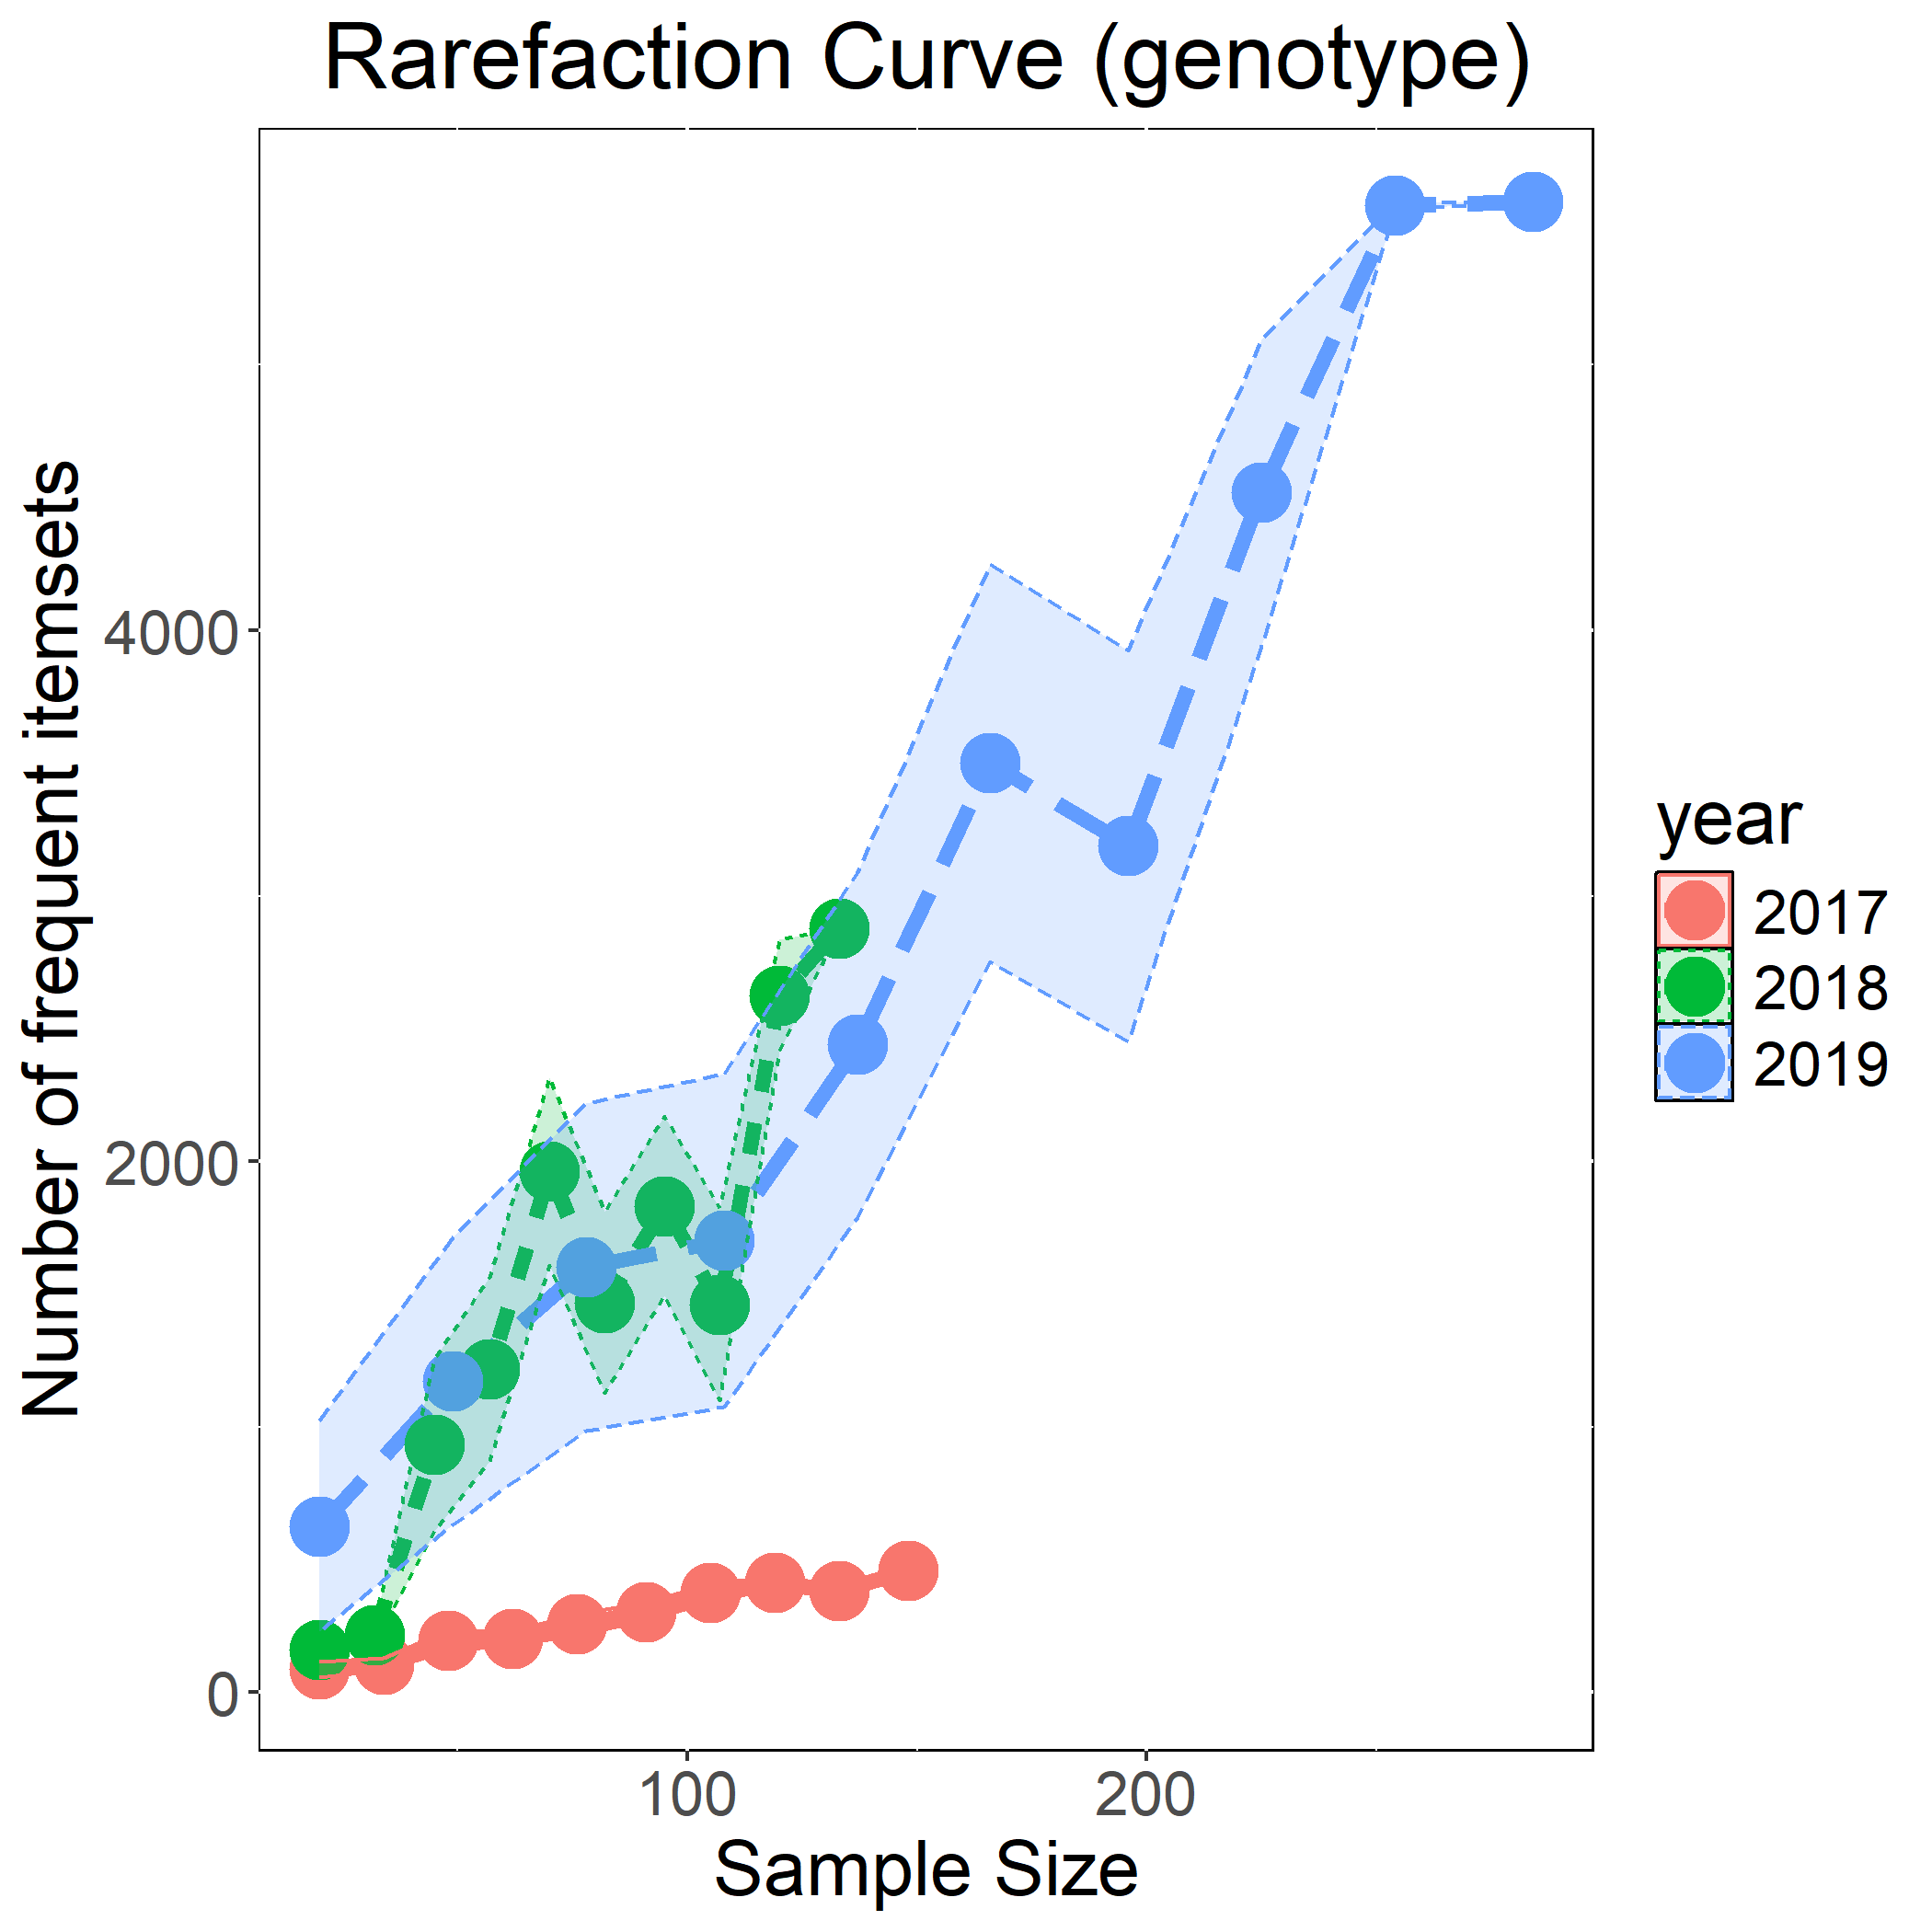 Rarefaction Curve (genotype)
Number of frequent itemsets
4000
2000
0
100
200
Sample Size
year
2017
2018
2019